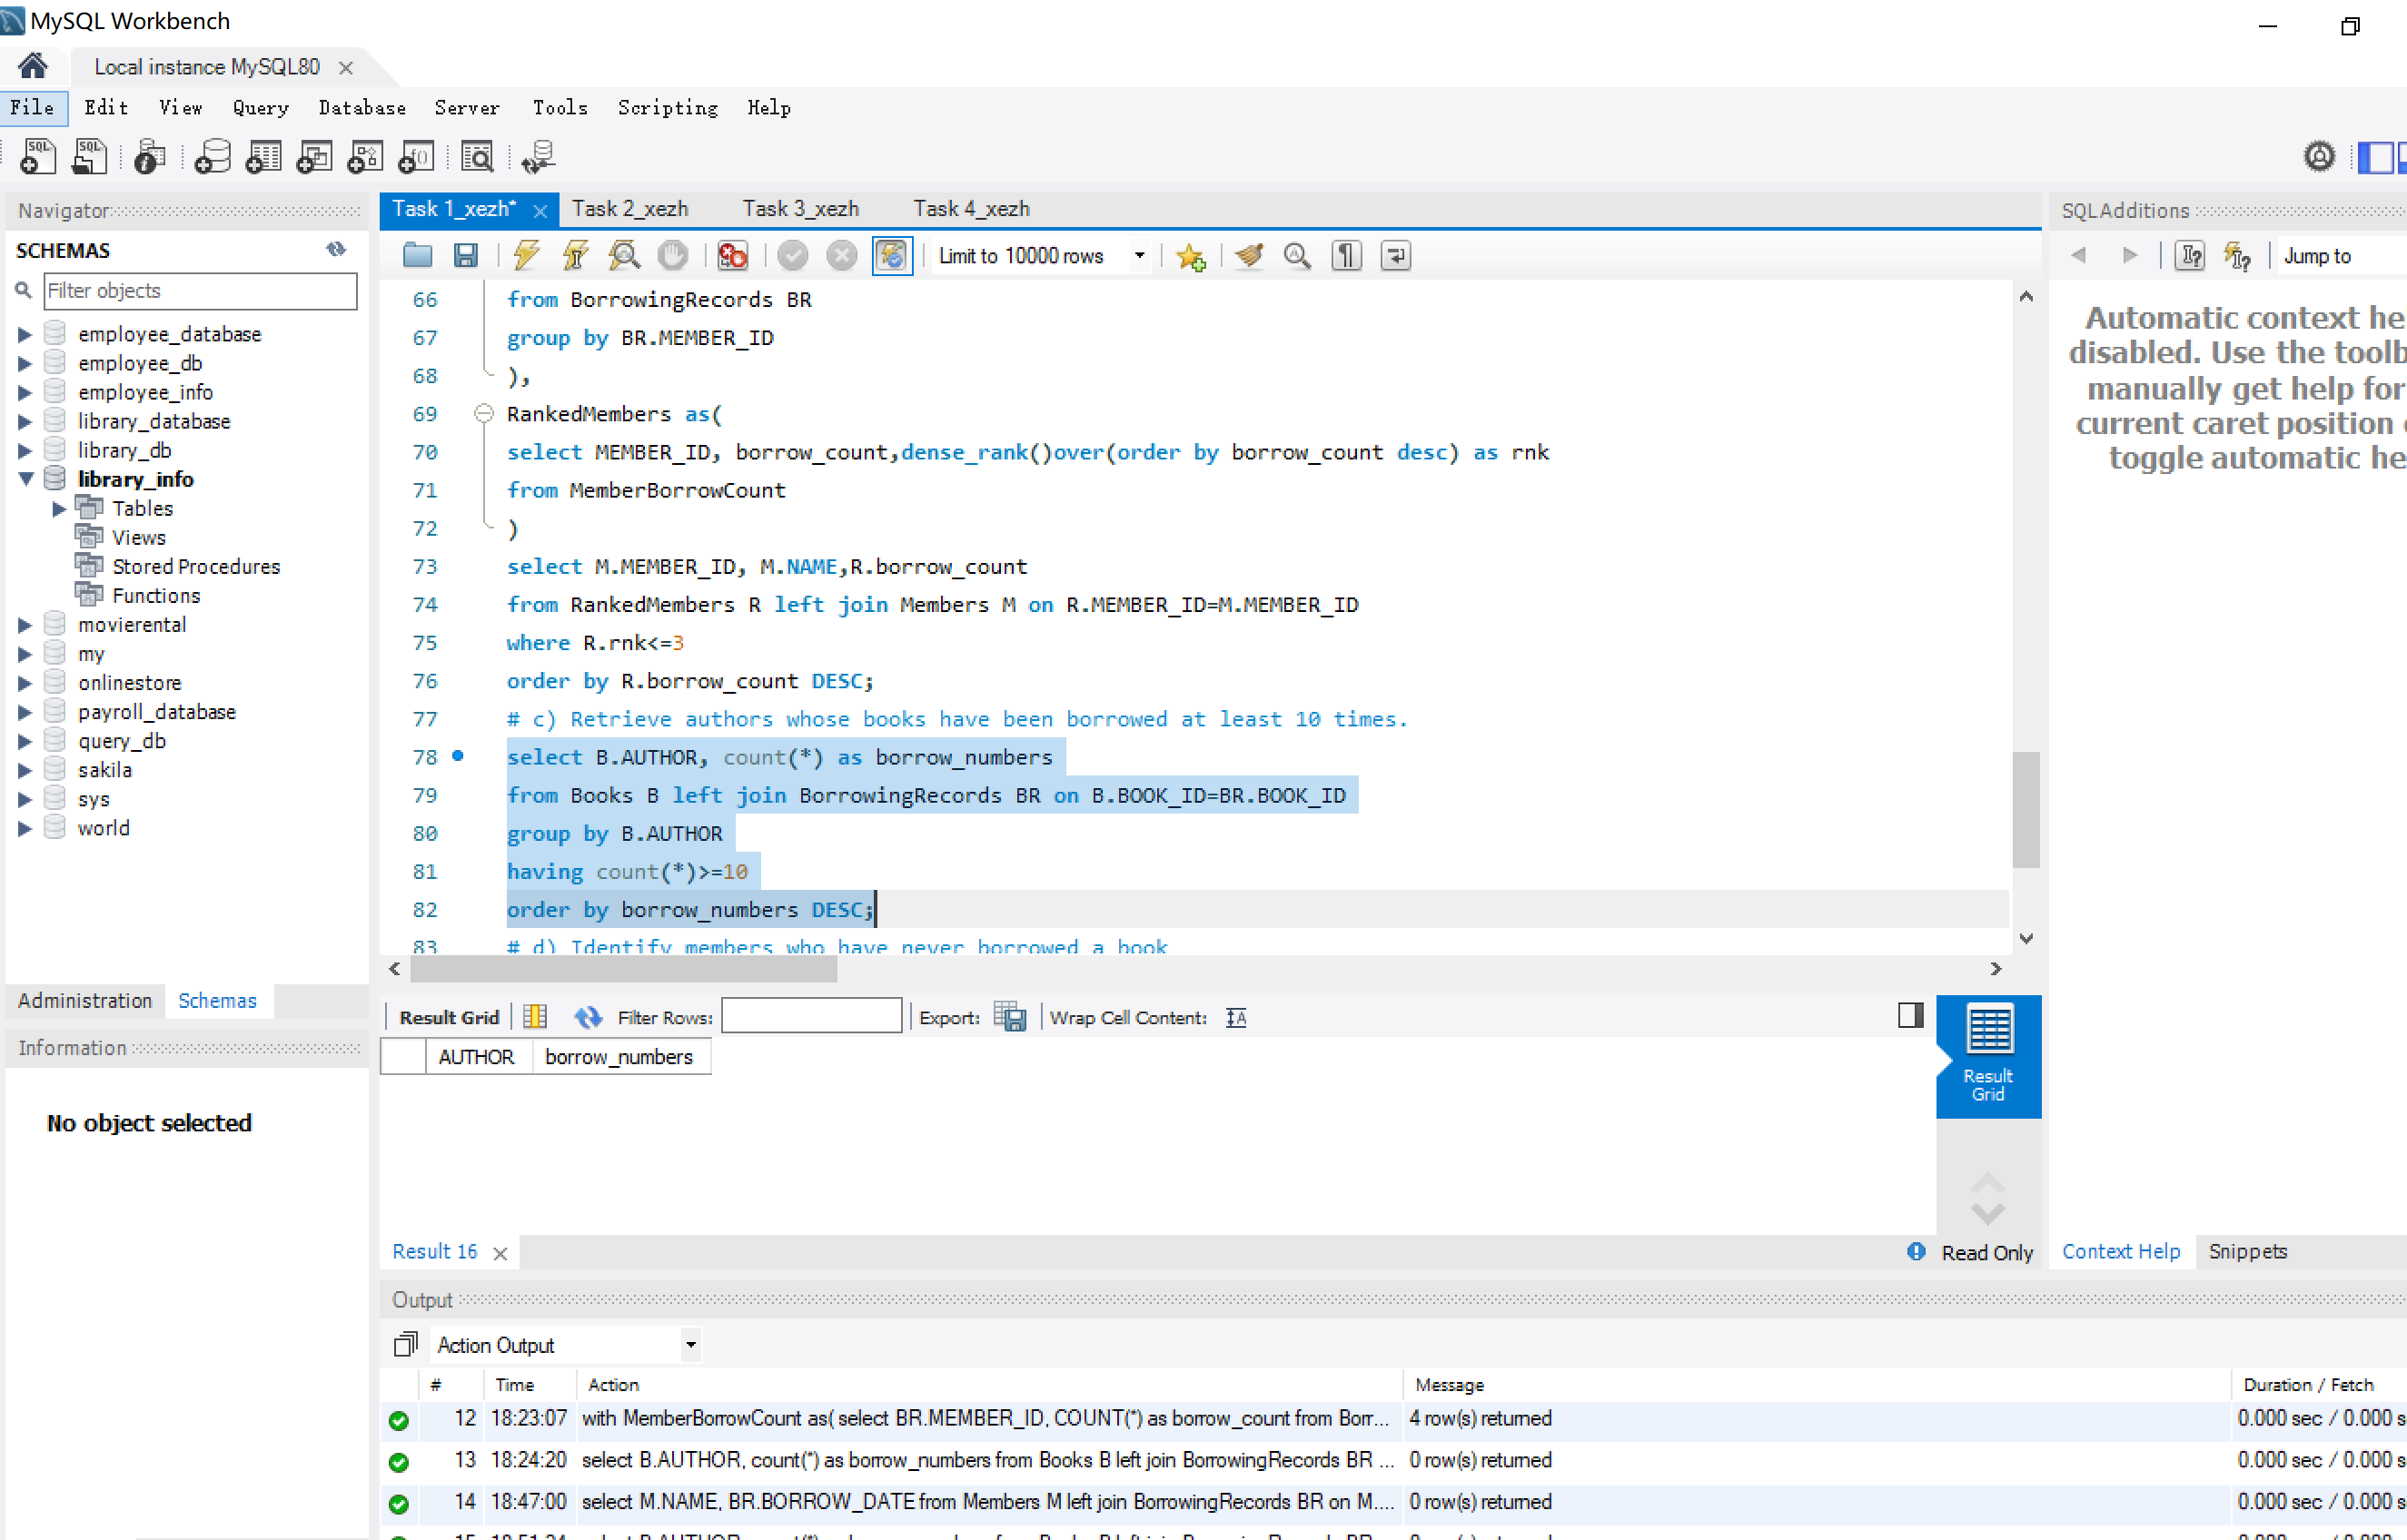 MySQL Workbench
Local instance MySQL80
File Edit View Query Database Server Tools Scripting Help
Navigator
SCHEMAS
Filter objects
employee_database
employee_db
employee_info
library_database
library_db
library_info
Tables
Views
Stored Procedures
Functions
movierental
my
onlinestore
payroll_database
query_db
sakila
sys
world
Administration Schemas
Information
No object selected
Task 1_xezh* Task 2_xezh Task 3_xezh Task 4_xezh
Limit to 10000 rows
66 from BorrowingRecords BR
67 group by BR.MEMBER_ID
68 ),
69 RankedMembers as(
70 select MEMBER_ID, borrow_count,dense_rank()over(order by borrow_count desc) as rnk
71 from MemberBorrowCount
72 )
73 select M.MEMBER_ID, M.NAME,R.borrow_count
74 from RankedMembers R left join Members M on R.MEMBER_ID=M.MEMBER_ID
75 where R.rnk<=3
76 order by R.borrow_count DESC;
77 # c) Retrieve authors whose books have been borrowed at least 10 times.
78 select B.AUTHOR, count(*) as borrow_numbers
79 from Books B left join BorrowingRecords BR on B.BOOK_ID=BR.BOOK_ID
80 group by B.AUTHOR
81 having count(*)>=10
82 order by borrow_numbers DESC;
83 # d) Identify members who have never borrowed a book
Result Grid Filter Rows: Export: Wrap Cell Content:
AUTHOR borrow_numbers
Result Grid
Result 16
Read Only
SQLAdditions
Jump to
Automatic context he
disabled. Use the toolb
manually get help for
current caret position
toggle automatic he
Context Help Snippets
Output
Action Output
# Time Action Message Duration / Fetch
12 18:23:07 with MemberBorrowCount as( select BR.MEMBER_ID, COUNT(*) as borrow_count from Borr... 4 row(s) returned 0.000 sec / 0.000 s
13 18:24:20 select B.AUTHOR, count(*) as borrow_numbers from Books B left join BorrowingRecords BR ... 0 row(s) returned 0.000 sec / 0.000 s
14 18:47:00 select M.NAME, BR.BORROW_DATE from Members M left join BorrowingRecords BR on M.... 0 row(s) returned 0.000 sec / 0.000 s